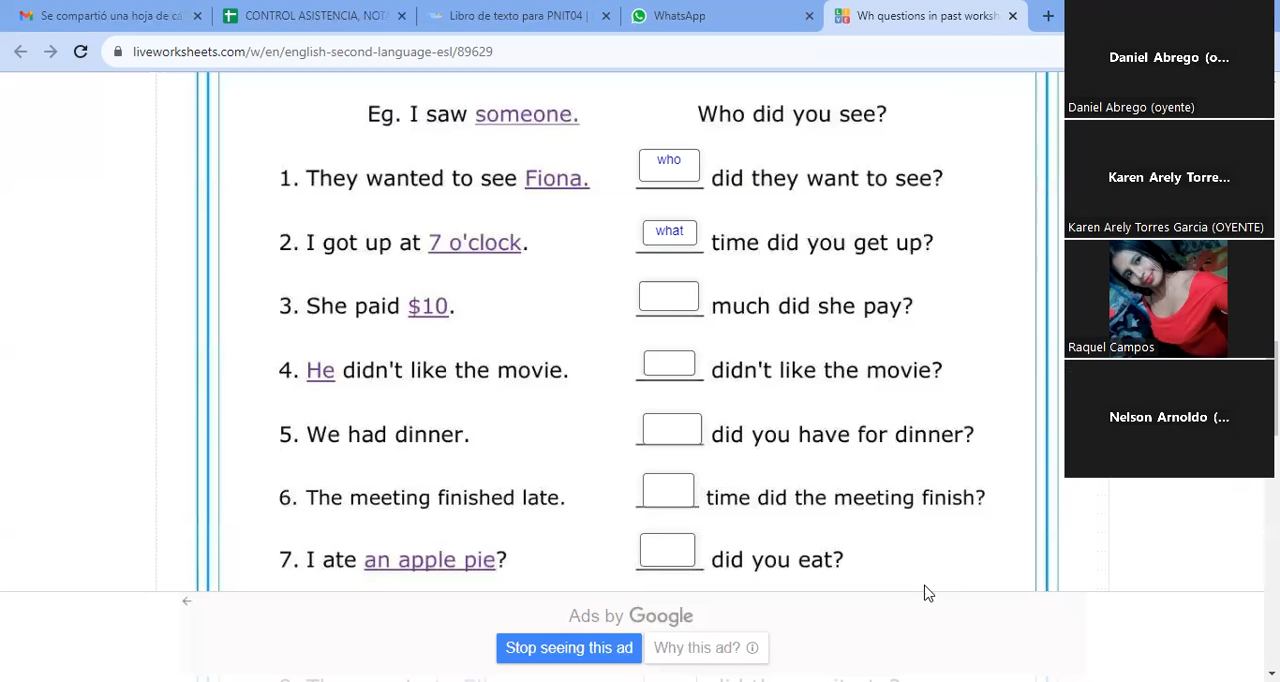 Se compartió una hoja de cá
CONTROL ASISTENCIA, NOTA
Libro de texto para PNIT04 |
WhatsApp
Wh questions in past worksh
liveworksheets.com/w/en/english-second-language-esl/89629
Eg. I saw someone. Who did you see?
1. They wanted to see Fiona. who did they want to see?
2. I got up at 7 o'clock. what time did you get up?
3. She paid $10. much did she pay?
4. He didn't like the movie. didn't like the movie?
5. We had dinner. did you have for dinner?
6. The meeting finished late. time did the meeting finish?
7. I ate an apple pie? did you eat?
Ads by Google
Stop seeing this ad Why this ad?
Daniel Abrego (o...
Daniel Abrego (oyente)
Karen Arely Torre...
Karen Arely Torres Garcia (OYENTE)
Raquel Campos
Nelson Arnoldo (...